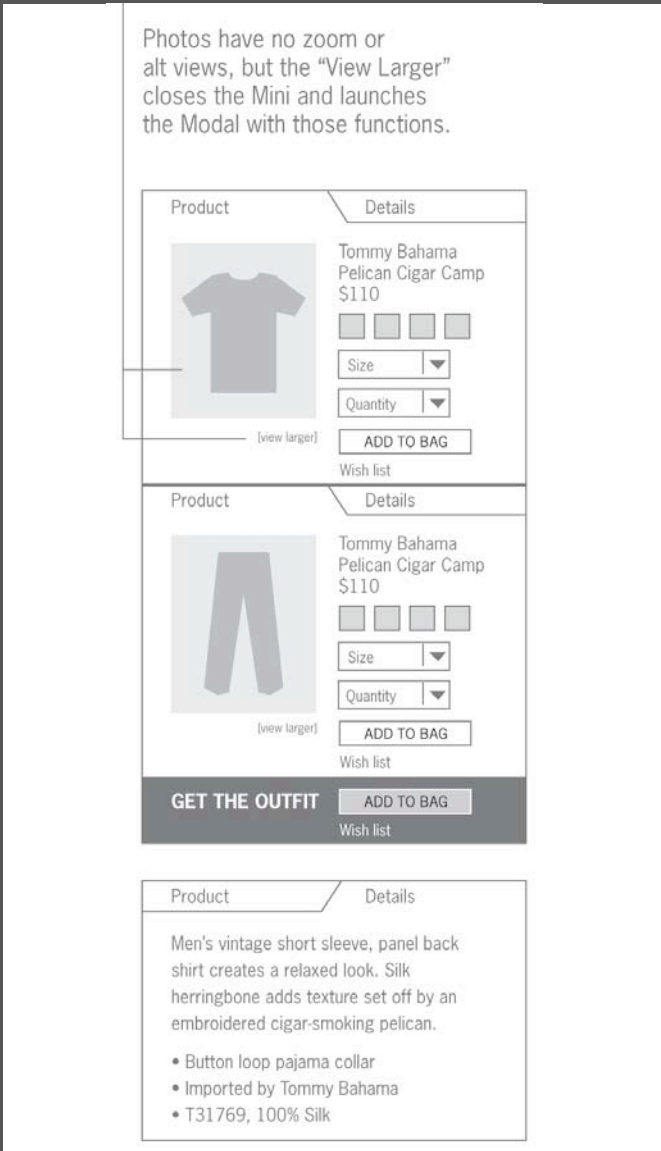 Photos have no zoom or
alt views, but the “View Larger”
closes the Mini and launches
the Modal with those functions.
Product
Details
Tommy Bahama
Pelican Cigar Camp
$110
Size
Quantity
[view larger]
ADD TO BAG
Wish list
Product
Details
Tommy Bahama
Pelican Cigar Camp
$110
Size
Quantity
[view larger]
ADD TO BAG
Wish list
GET THE OUTFIT
ADD TO BAG
Wish list
Product
Details
Men's vintage short sleeve, panel back
shirt creates a relaxed look. Silk
herringbone adds texture set off by an
embroidered cigar-smoking pelican.
• Button loop pajama collar
• Imported by Tommy Bahama
• T31769, 100% Silk